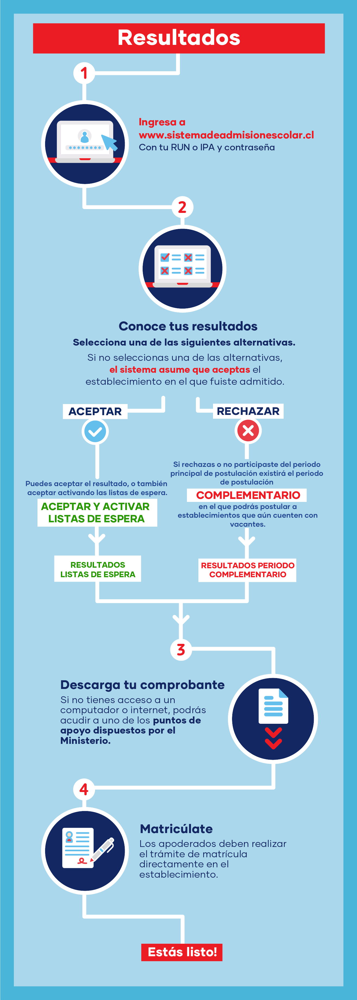 Resultados
1
Ingresa a
www.sistemadeadmisionescolar.cl
Con tu RUN o IPA y contraseña
********
2
Conoce tus resultados
Selecciona una de las siguientes alternativas.
Si no seleccionas una de las alternativas,
el sistema asume que aceptas el
establecimiento en el que fuiste admitido.
ACEPTAR
Puedes aceptar el resultado, o también
aceptar activando las listas de espera.
ACEPTAR Y ACTIVAR
LISTAS DE ESPERA
RESULTADOS
LISTAS DE ESPERA
RECHAZAR
Si rechazas o no participaste del periodo
principal de postulación existirá el periodo
de postulación
COMPLEMENTARIO
en el que podrás postular a
establecimientos que aún cuenten con
vacantes.
RESULTADOS PERIODO
COMPLEMENTARIO
3
Descarga tu comprobante
Si no tienes acceso a un
computador o internet, podrás
acudir a uno de los puntos de
apoyo dispuestos por el
Ministerio.
4
Matricúlate
Los apoderados deben realizar
el trámite de matrícula
directamente en el
establecimiento.
Estás listo!